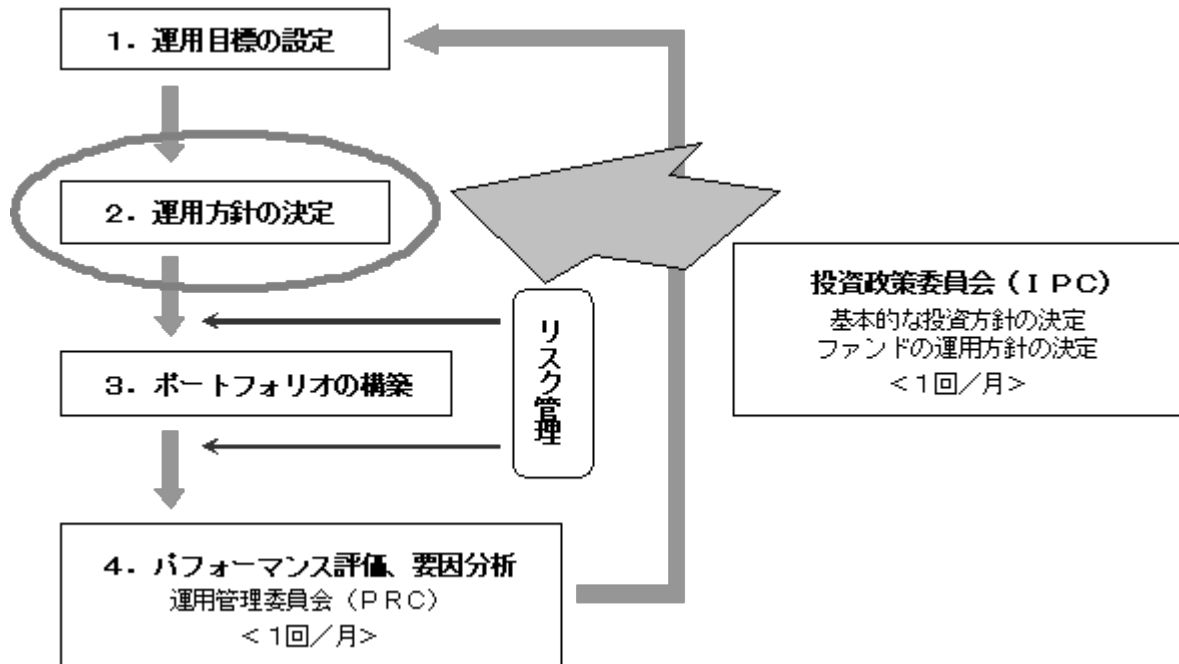 １．運用目標の設定
２．運用方針の決定
投資政策委員会（ＩＰＣ）
基本的な投資方針の決定
ファンドの運用方針の決定
＜１回／月＞
リスク管理
３．ポートフォリオの構築
４．パフォーマンス評価、要因分析
運用管理委員会（ＰＲＣ）
＜１回／月＞